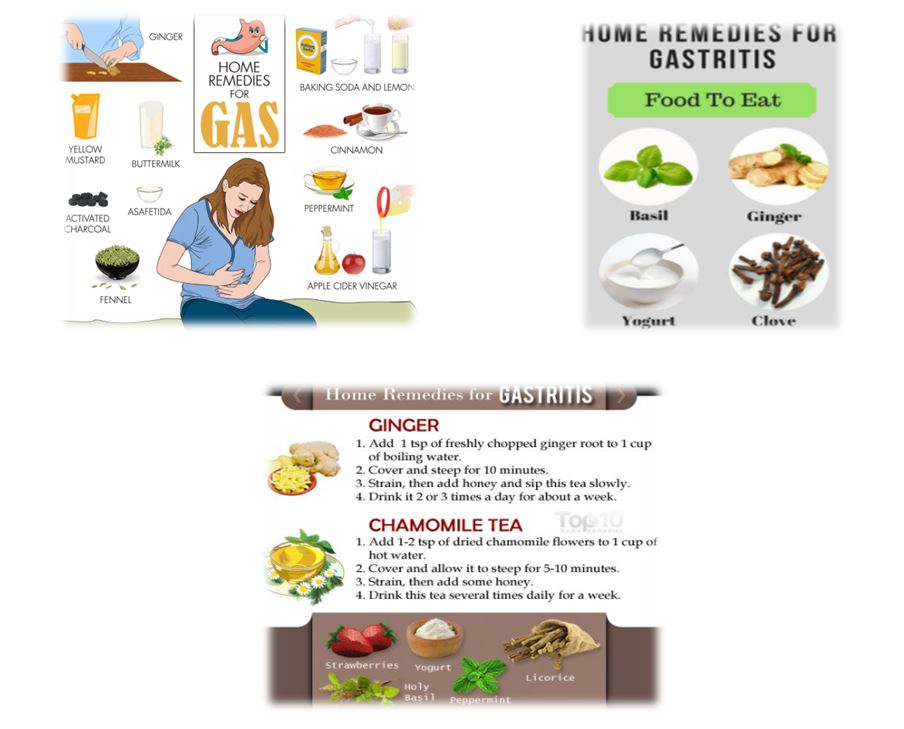 GINGER
HOME
REMEDIES
FOR
GAS
BAKING SODA AND LEMON
YELLOW
MUSTARD
BUTTERMILK
CINNAMON
ACTIVATED
CHARCOAL
ASAFETIDA
PEPPERMINT
FENNEL
APPLE CIDER VINEGAR
HOME REMEDIES FOR
GASTRITIS
Food To Eat
Basil
Ginger
Yogurt
Clove
Home Remedies for GASTRITIS
GINGER
1. Add 1 tsp of freshly chopped ginger root to 1 cup
of boiling water.
2. Cover and steep for 10 minutes.
3. Strain, then add honey and sip this tea slowly.
4. Drink it 2 or 3 times a day for about a week.
CHAMOMILE TEA
Top10
Home Remedies
1. Add 1-2 tsp of dried chamomile flowers to 1 cup of
hot water.
2. Cover and allow it to steep for 5-10 minutes.
3. Strain, then add some honey.
4. Drink this tea several times daily for a week.
Strawberries
Yogurt
Licorice
Holy
Basil
Peppermint